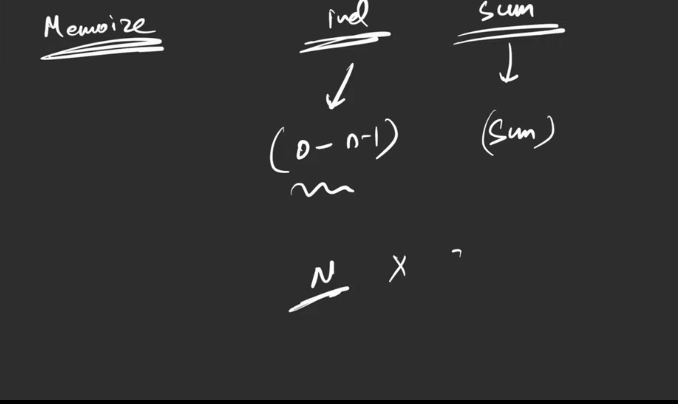 Memoize ind sum
(0 - n-1) (Sum)
N X